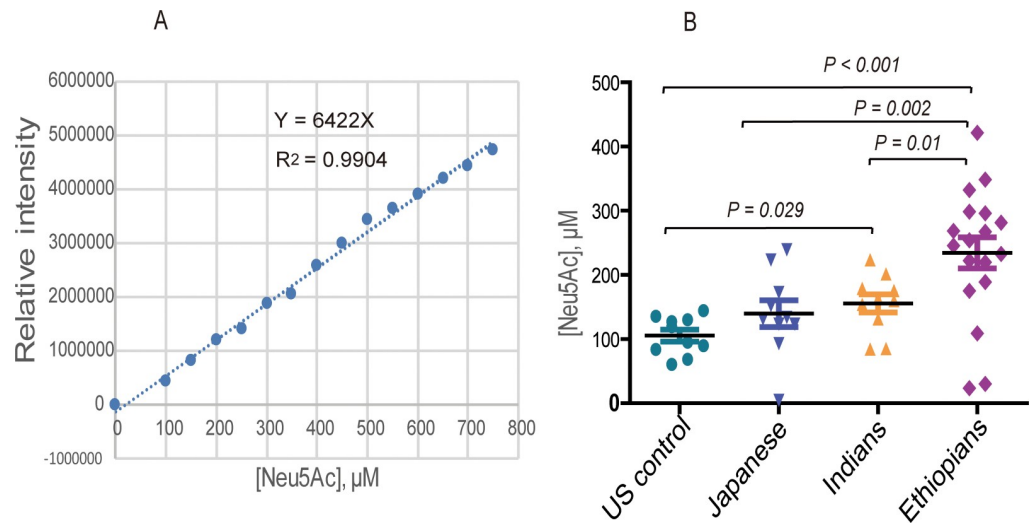 A
Relative intensity
6000000
5000000
4000000
3000000
2000000
1000000
0
-1000000
Y = 6422X
R2 = 0.9904
0 100 200 300 400 500 600 700 800
[Neu5Ac], µM
B
[Neu5Ac], µM
500
400
300
200
100
0
P < 0.001
P = 0.002
P = 0.01
P = 0.029
US control
Japanese
Indians
Ethiopians